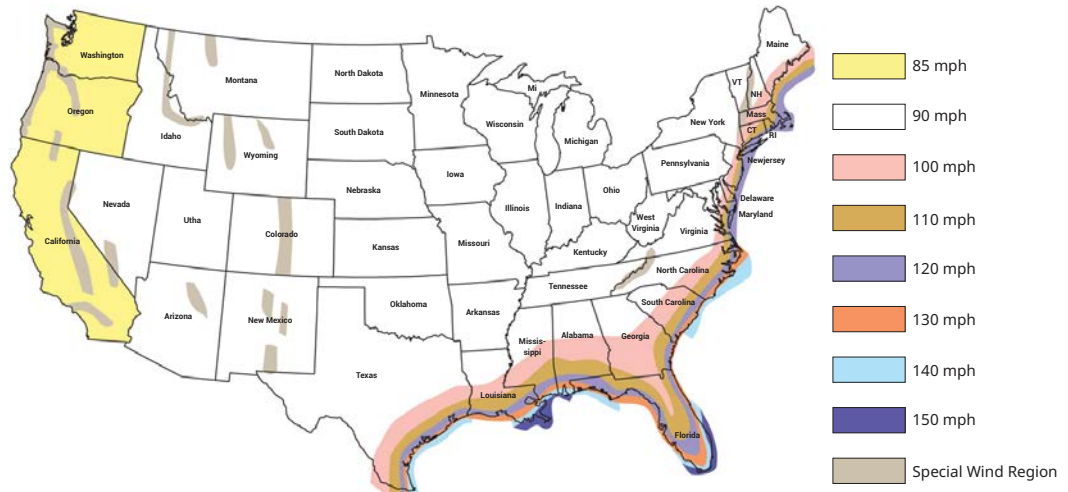 Washington
Oregon
California
Nevada
Idaho
Montana
Wyoming
Utha
Colorado
Arizona
New Mexico
North Dakota
South Dakota
Nebraska
Kansas
Oklahoma
Texas
Minnesota
Iowa
Missouri
Arkansas
Louisiana
Wisconsin
Mi
Michigan
Illinois
Indiana
Ohio
Kentucky
Tennessee
Missis-
sippi
Alabama
Georgia
Florida
South Carolina
North Carolina
Virginia
West
Virginia
Pennsylvania
New York
VT
NH
Maine
Mass
CT
RI
Newjersey
Delaware
Maryland
85 mph
90 mph
100 mph
110 mph
120 mph
130 mph
140 mph
150 mph
Special Wind Region